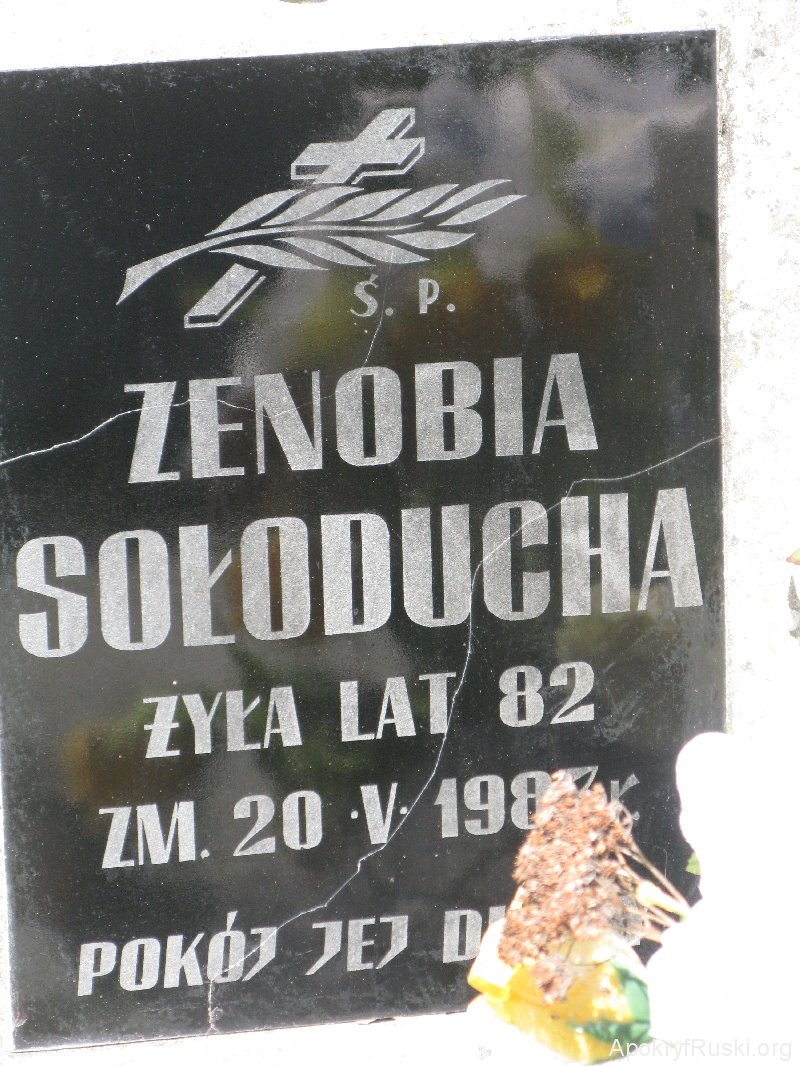 Ś. P.
ZENOBIA
SOŁODUCHA
ŻYŁA LAT 82
ZM. 20 ·V·
POKÓJ JEJ
ApokryfRuski.org